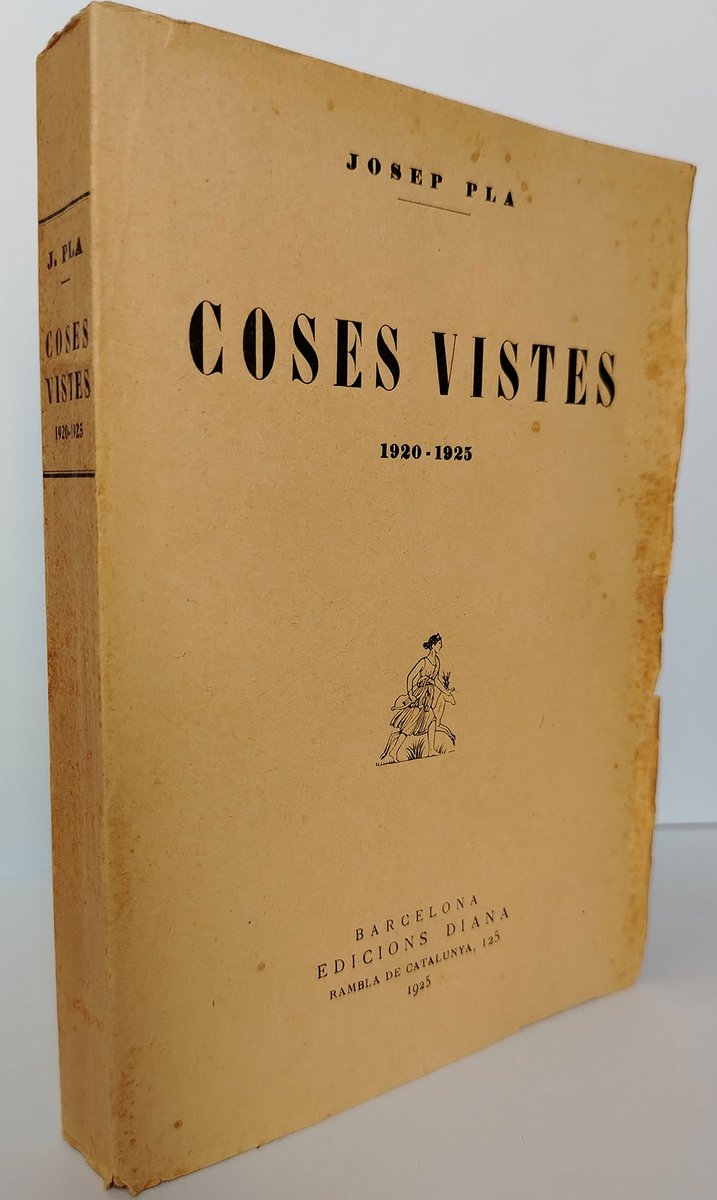 J. PLA
COSES
VISTES
1920-1925
JOSEP PLA
COSES VISTES
1920-1925
BARCELONA
EDICIONS DIANA
RAMBLA DE CATALUNYA, 125
1925